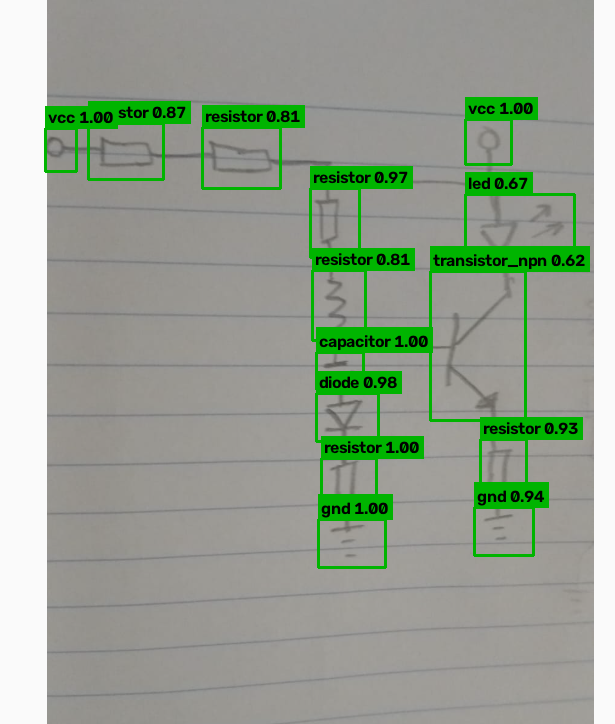 vcc 1.00
stor 0.87
resistor 0.81
vcc 1.00
resistor 0.97
led 0.67
resistor 0.81
transistor_npn 0.62
capacitor 1.00
diode 0.98
resistor 0.93
resistor 1.00
gnd 0.94
gnd 1.00